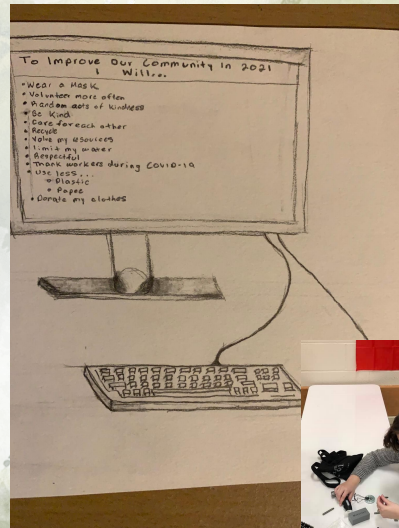 To Improve Our Community In 2021
I Will...
• Wear a Mask
• Volunteer more often
• Random acts of kindness
• Be Kind
• Care for each other
• Recycle
• Value my resources
• limit my water
• Respectful
• Thank workers during COVID-19
• Use less...
o Plastic
o Paper
• Donate my clothes